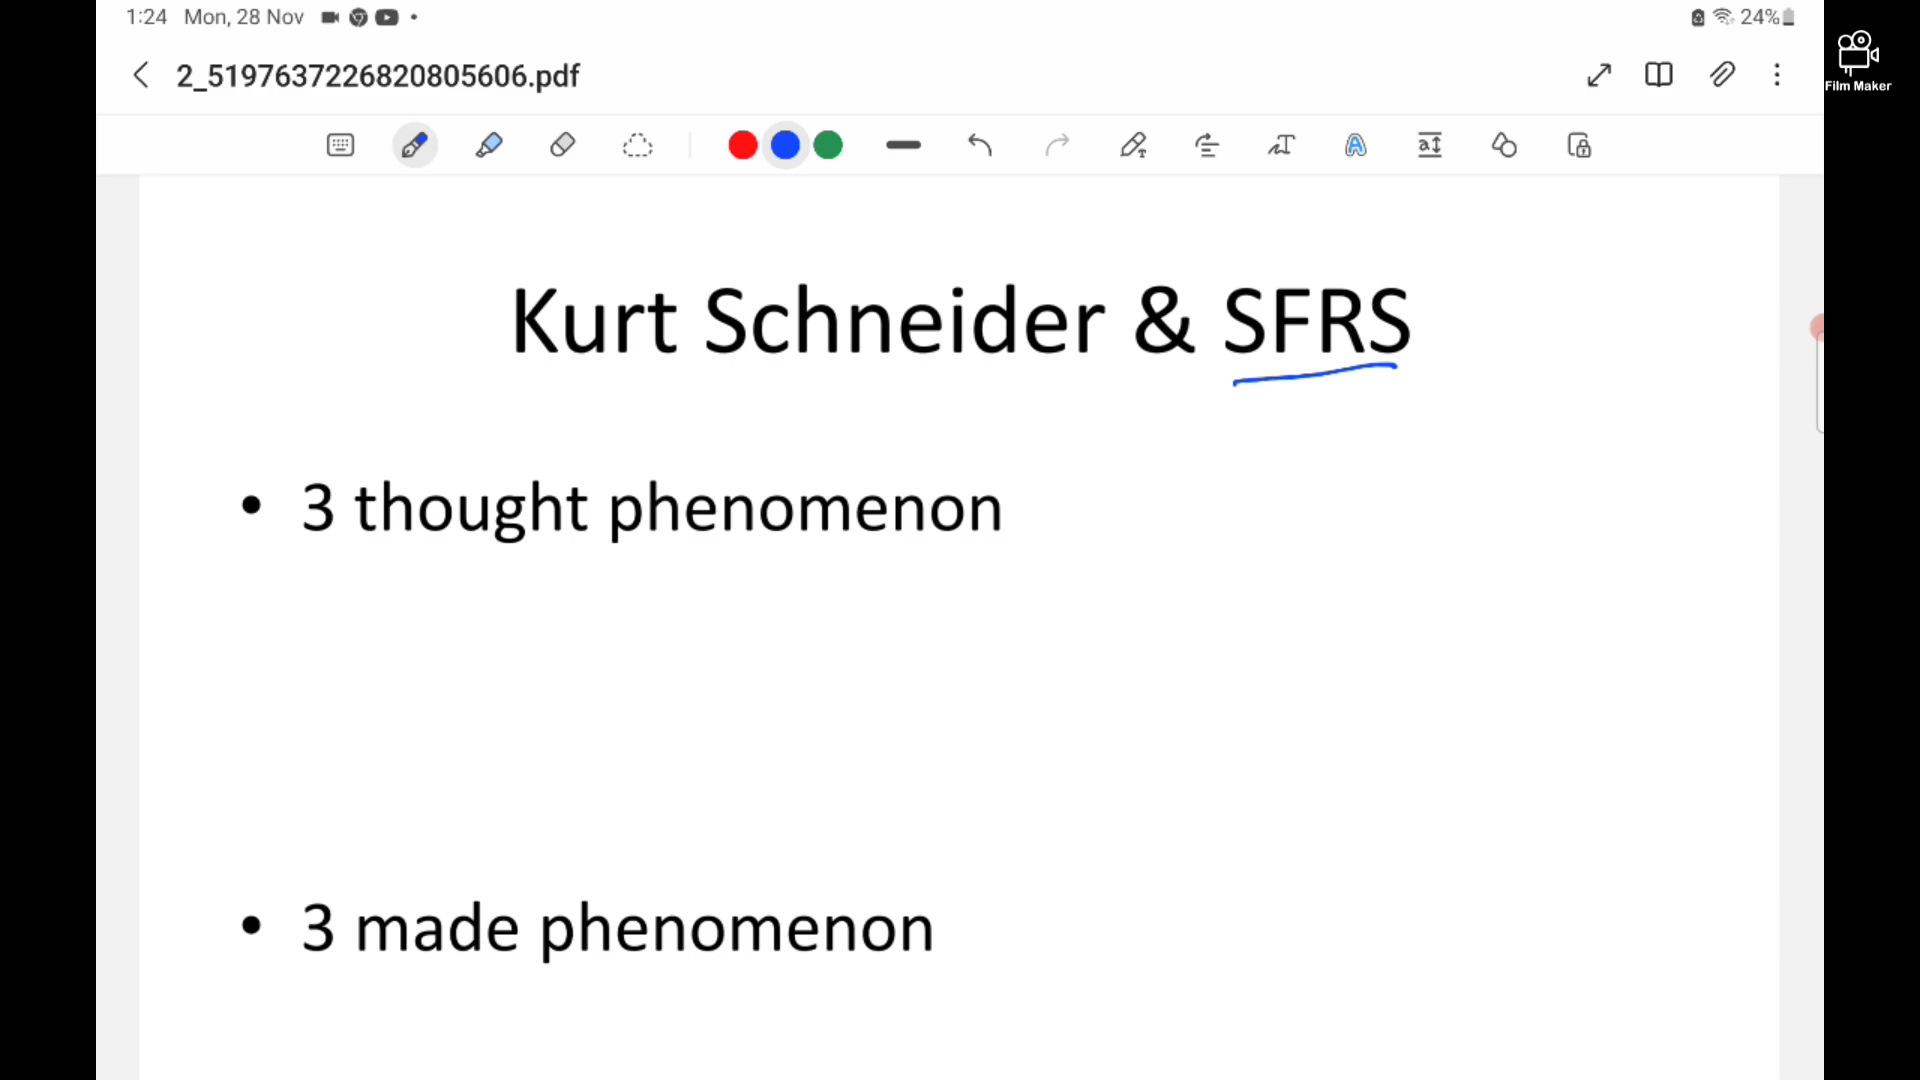 1:24 Mon, 28 Nov
24%
Film Maker
2_5197637226820805606.pdf
Kurt Schneider & SFRS
• 3 thought phenomenon
• 3 made phenomenon